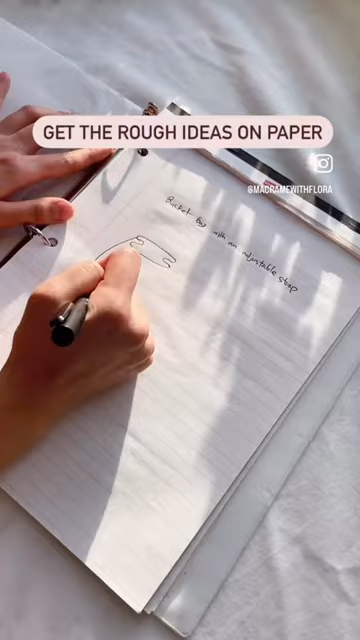 GET THE ROUGH IDEAS ON PAPER
@MACRAMEWITHFLORA
Bucket Bag with an adjustable strap